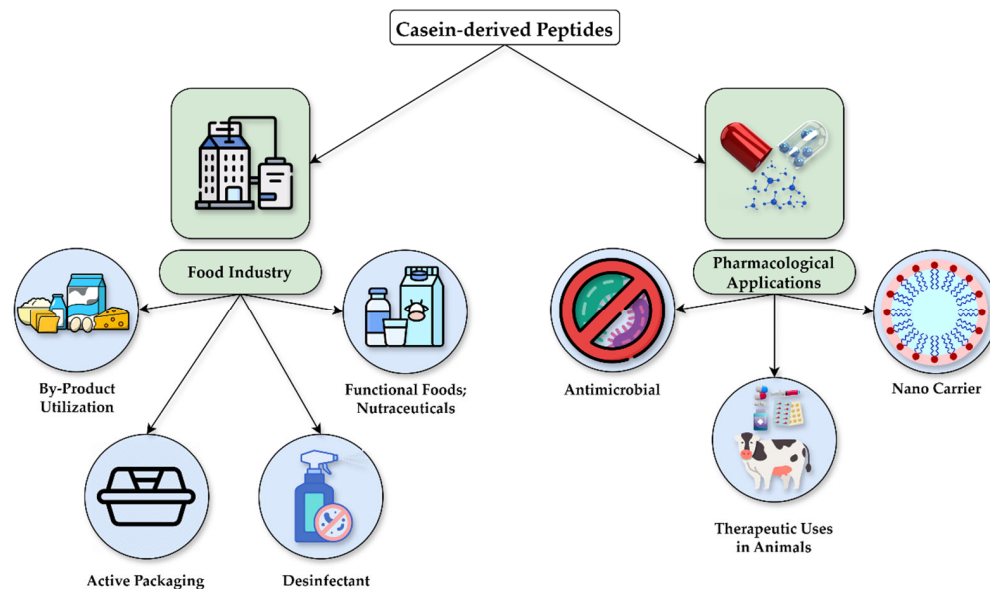 Casein-derived Peptides
Food Industry
Pharmacological
Applications
By-Product
Utilization
Functional Foods;
Nutraceuticals
Antimicrobial
Nano Carrier
Active Packaging
Desinfectant
Therapeutic Uses
in Animals